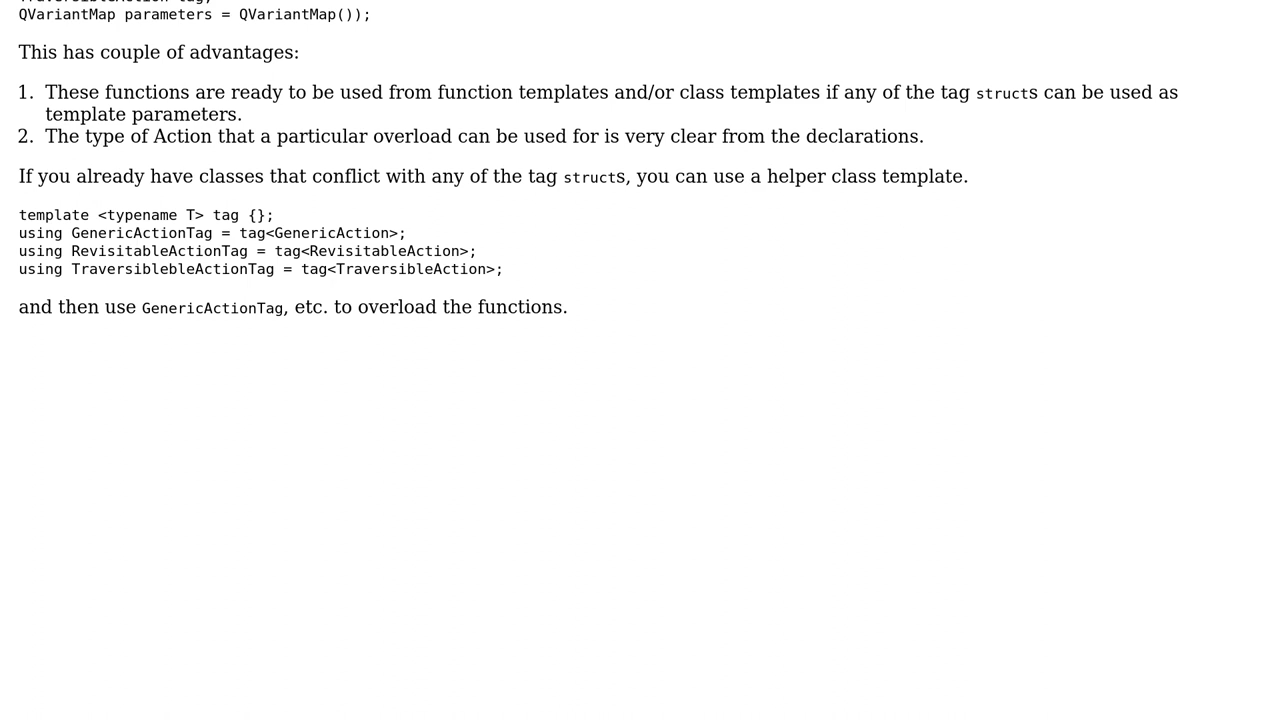 QVariantMap parameters = QVariantMap());
This has couple of advantages:
1. These functions are ready to be used from function templates and/or class templates if any of the tag structs can be used as
template parameters.
2. The type of Action that a particular overload can be used for is very clear from the declarations.
If you already have classes that conflict with any of the tag structs, you can use a helper class template.
template <typename T> tag {};
using GenericActionTag = tag<GenericAction>;
using RevisitableActionTag = tag<RevisitableAction>;
using TraversiblebleActionTag = tag<TraversibleAction>;
and then use GenericActionTag, etc. to overload the functions.